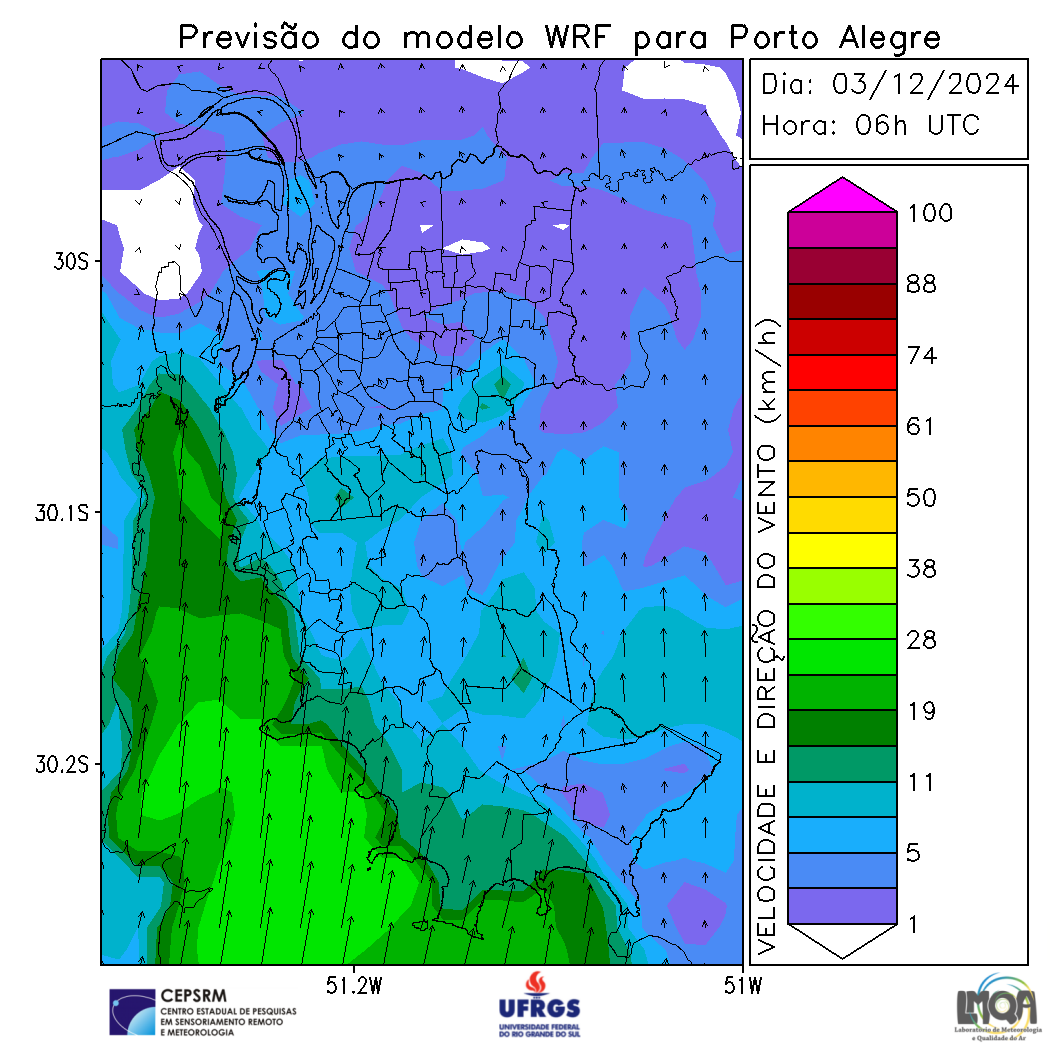 Previsão do modelo WRF para Porto Alegre
Dia: 03/12/2024
Hora: 06h UTC
30S
30.1S
30.2S
51.2W
51W
VELOCIDADE E DIREÇÃO DO VENTO (km/h)
100
88
74
61
50
38
28
19
11
5
1
CEPSRM
CENTRO ESTADUAL DE PESQUISAS
EM SENSORIAMENTO REMOTO
E METEOROLOGIA
UFRGS
UNIVERSIDADE FEDERAL
DO RIO GRANDE DO SUL
LMQA
Laboratório de Meteorologia
e Qualidade do Ar